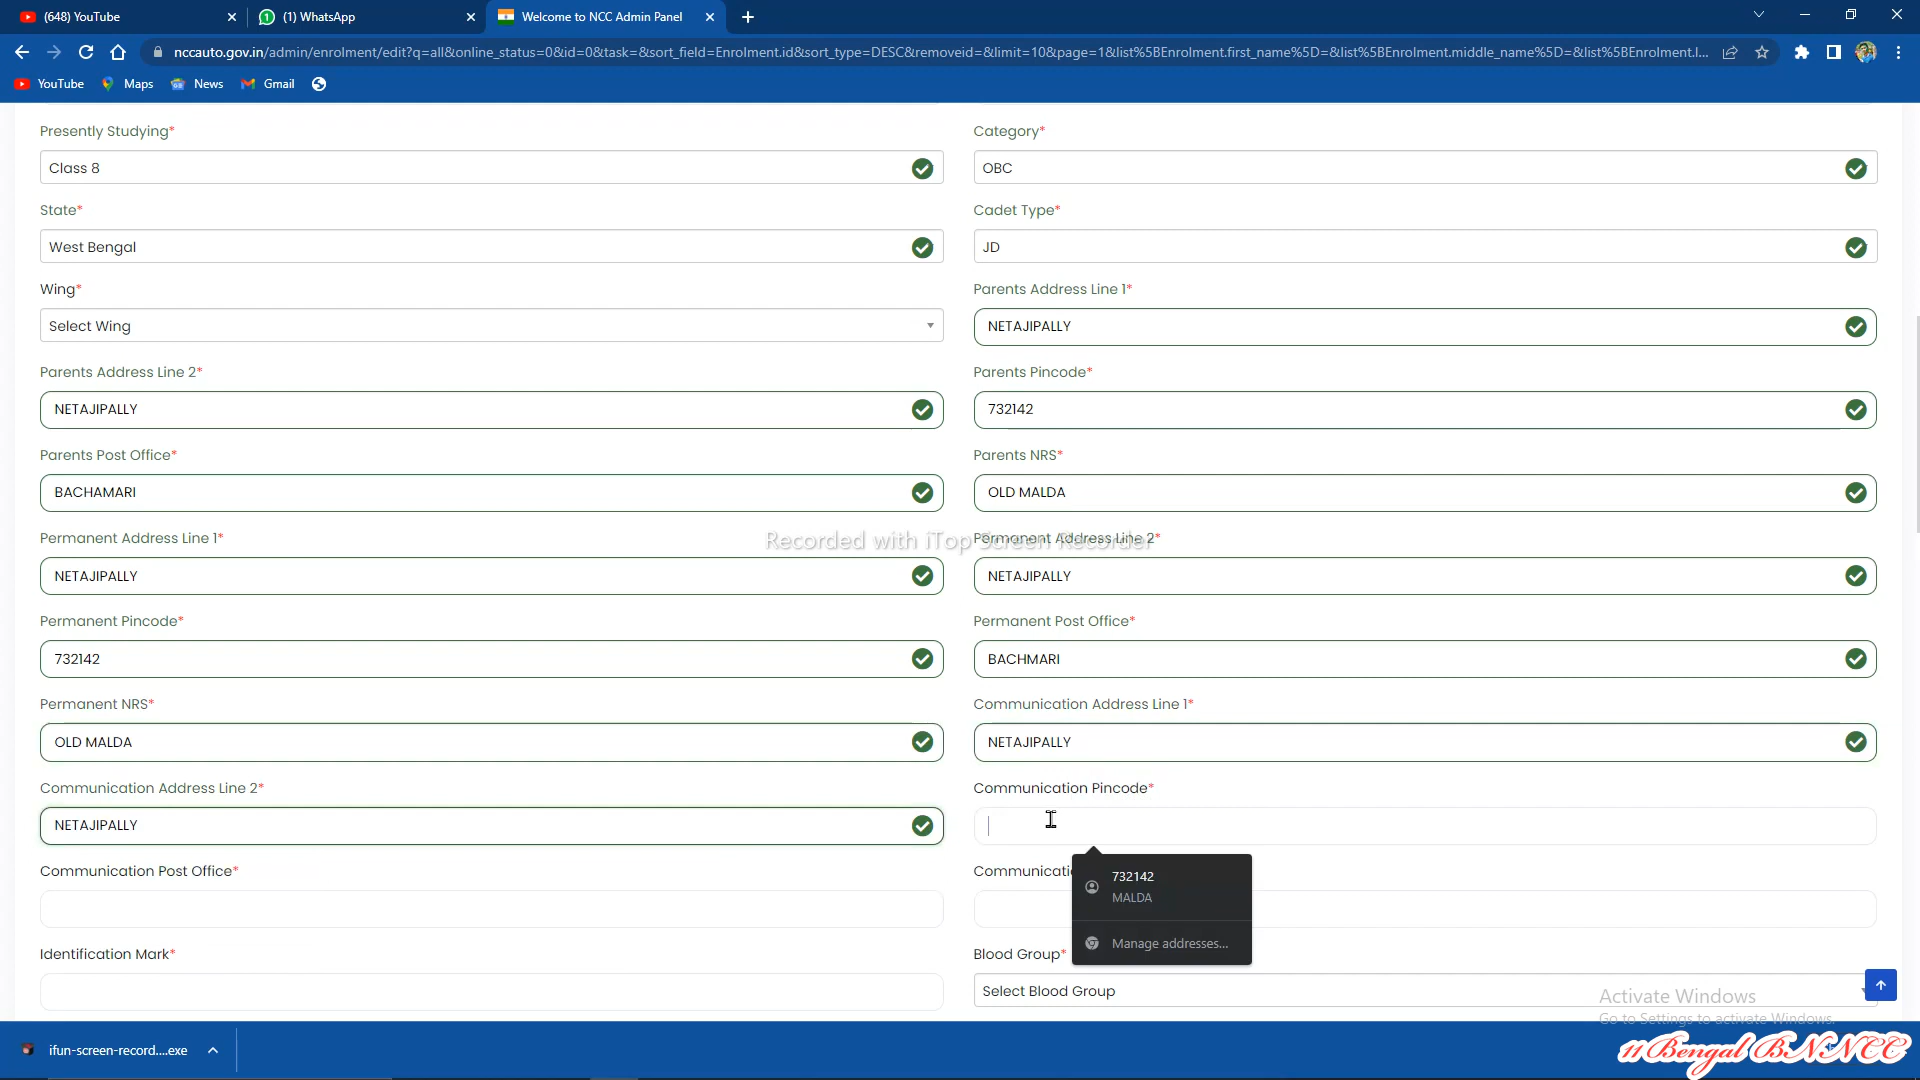 (648) YouTube
(1) WhatsApp
Welcome to NCC Admin Panel
nccauto.gov.in/admin/enrolment/edit?q=all&online_status=0&id=0&task=&sort_field=Enrolment.id&sort_type=DESC&removeid=&limit=10&page=1&list%5BEnrolment.first_name%5D=&list%5BEnrolment.middle_name%5D=&list%5BEnrolment.l...
YouTube Maps News Gmail
Presently Studying* Category*
Class 8 OBC
State* Cadet Type*
West Bengal JD
Wing* Parents Address Line 1*
Select Wing NETAJIPALLY
Parents Address Line 2* Parents Pincode*
NETAJIPALLY 732142
Parents Post Office* Parents NRS*
BACHAMARI OLD MALDA
Permanent Address Line 1* Permanent Address Line 2*
Recorded with iTop Screen Recorder
NETAJIPALLY NETAJIPALLY
Permanent Pincode* Permanent Post Office*
732142 BACHMARI
Permanent NRS* Communication Address Line 1*
OLD MALDA NETAJIPALLY
Communication Address Line 2* Communication Pincode*
NETAJIPALLY
Communication Post Office* Communicati
732142
MALDA
Manage addresses...
Identification Mark* Blood Group*
Select Blood Group
Activate Windows
Go to Settings to activate Windows.
ifun-screen-record....exe
11 Bengal BN NCC